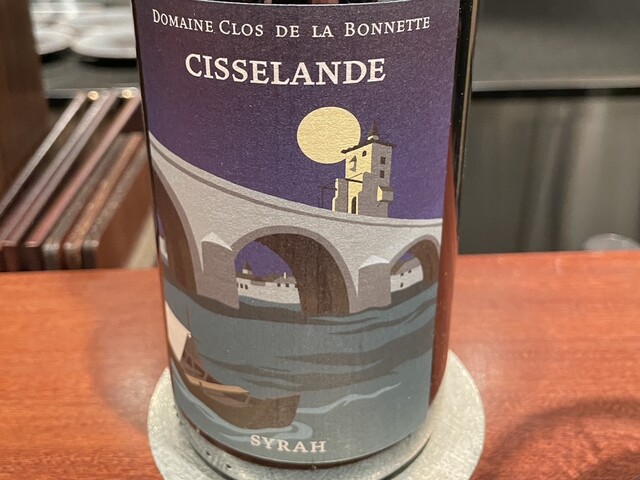 Domaine Clos de la Bonnette
CISSELANDE
SYRAH